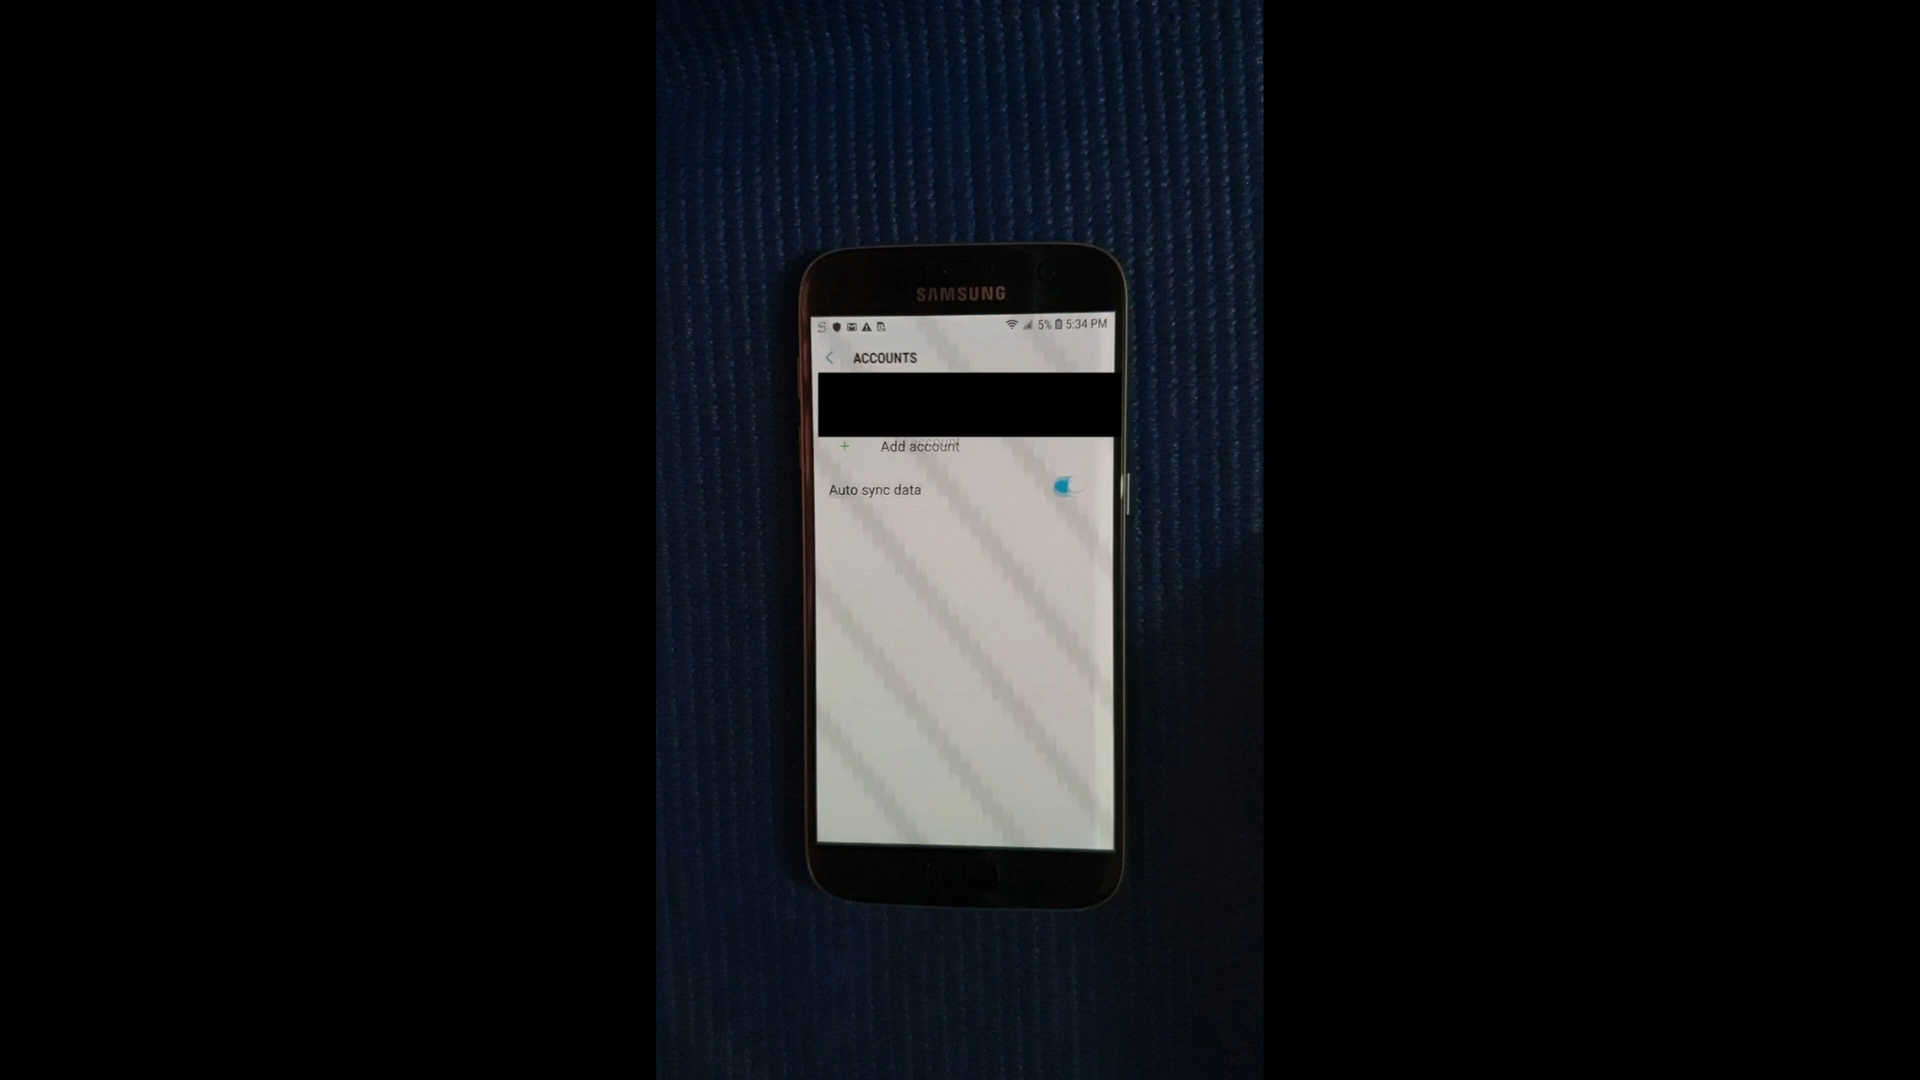 SAMSUNG
5% 5:34 PM
ACCOUNTS
Add account
Auto sync data